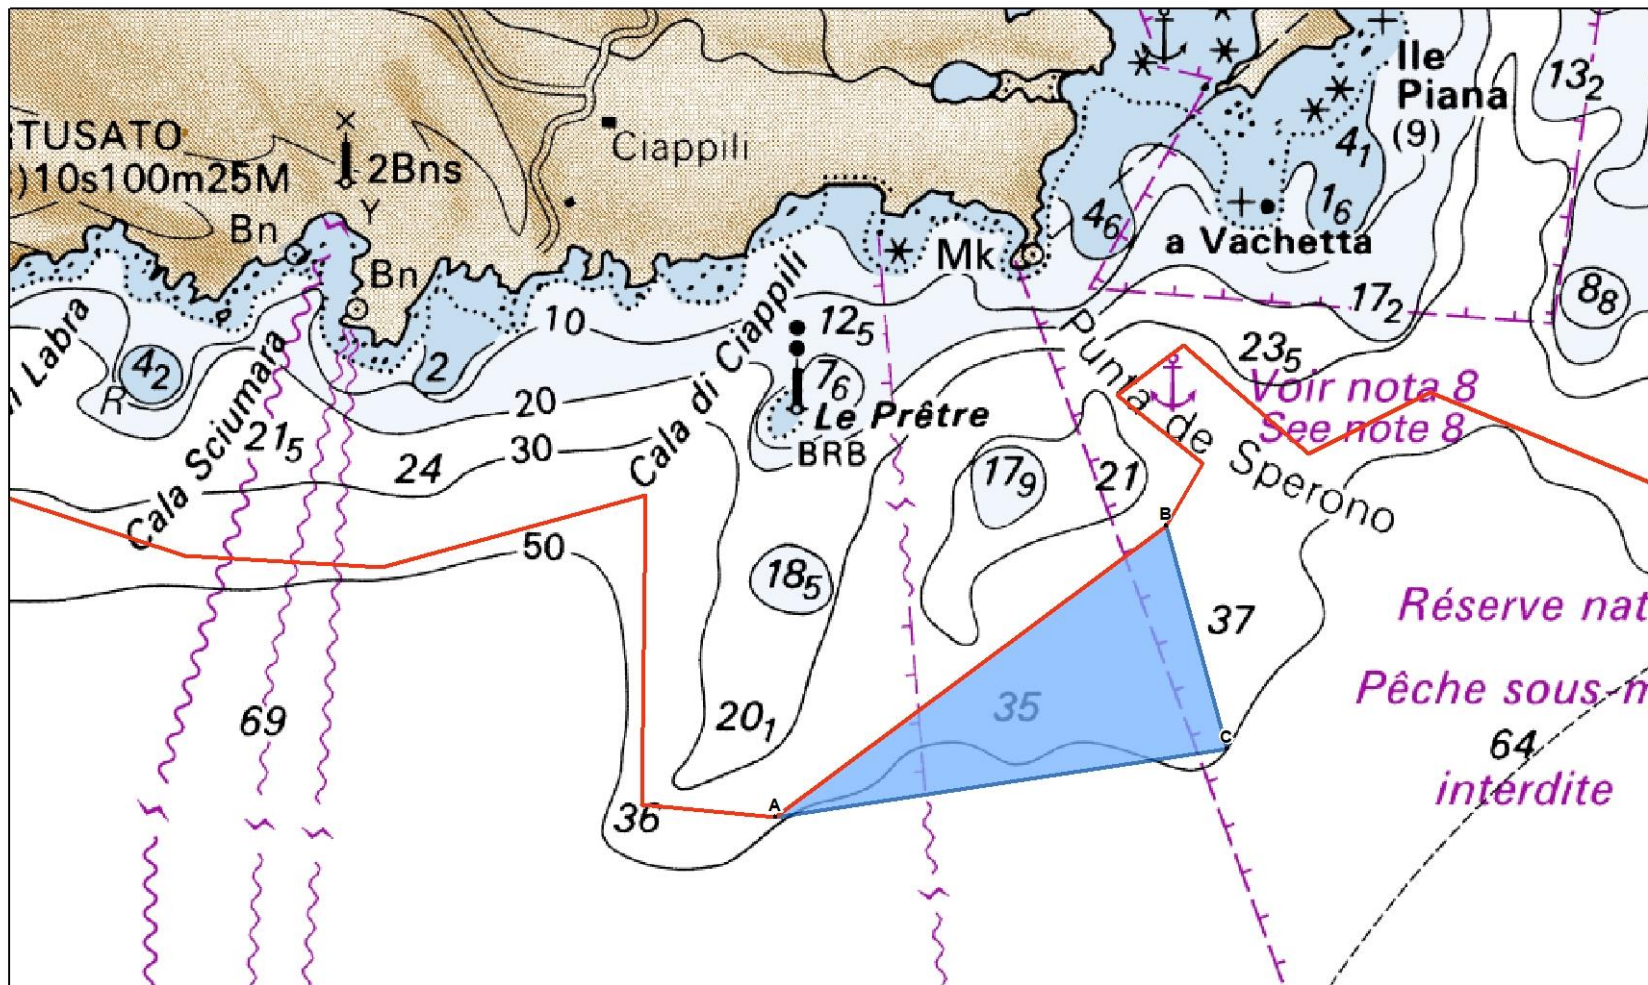 Ile
Piana
(9)
13₂
TUSATO
)10s100m25M
2Bns
Ciappili
4₁
1₆
Y
Bn
Bn
Mk
4₆
a Vachetta
17₂
8₈
Labra
4₂
R
Cala Sciumara
21₅
2
10
20
30
24
Cala di Ciappili
12₅
7₆
Le Prêtre
BRB
Punta de Sperono
23₅
Voir nota 8
See note 8
17₉
21
B
50
18₅
37
Réserve nat
Pêche sous-m
interdite
69
20₁
35
C
64
A
36